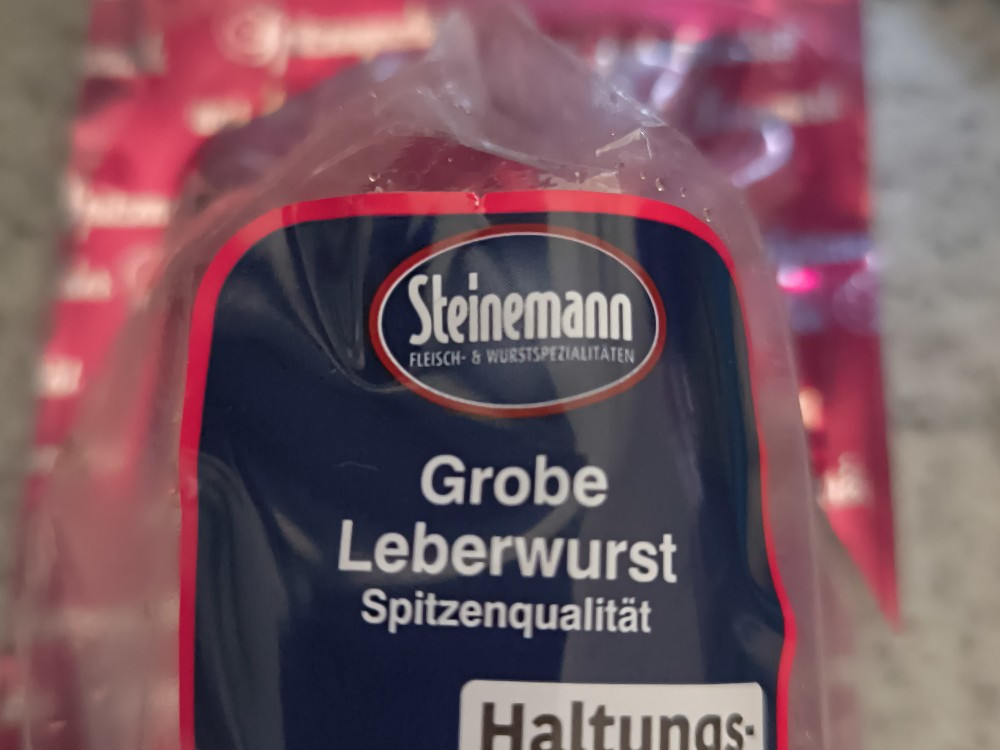 Steinemann
FLEISCH- & WURSTSPEZIALITÄTEN
Grobe
Leberwurst
Spitzenqualität
Haltungs-